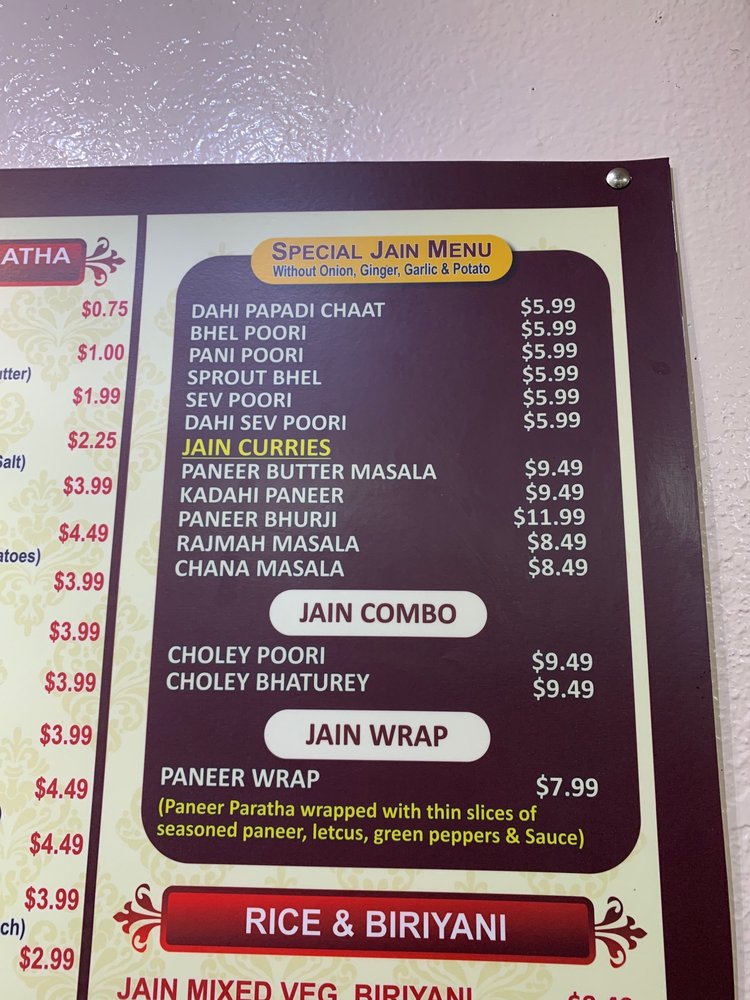 ATHA
$0.75
$1.00
$1.99
$2.25
$3.99
$4.49
$3.99
$3.99
$3.99
$3.99
$4.49
$4.49
$3.99
$2.99
SPECIAL JAIN MENU
Without Onion, Ginger, Garlic & Potato
DAHI PAPADI CHAAT $5.99
BHEL POORI $5.99
PANI POORI $5.99
SPROUT BHEL $5.99
SEV POORI $5.99
DAHI SEV POORI $5.99
JAIN CURRIES
PANEER BUTTER MASALA $9.49
KADAHI PANEER $9.49
PANEER BHURJI $11.99
RAJMAH MASALA $8.49
CHANA MASALA $8.49
JAIN COMBO
CHOLEY POORI $9.49
CHOLEY BHATUREY $9.49
JAIN WRAP
PANEER WRAP $7.99
(Paneer Paratha wrapped with thin slices of
seasoned paneer, letcus, green peppers & Sauce)
RICE & BIRIYANI
JAIN MIXED VEG. BIRIYANI